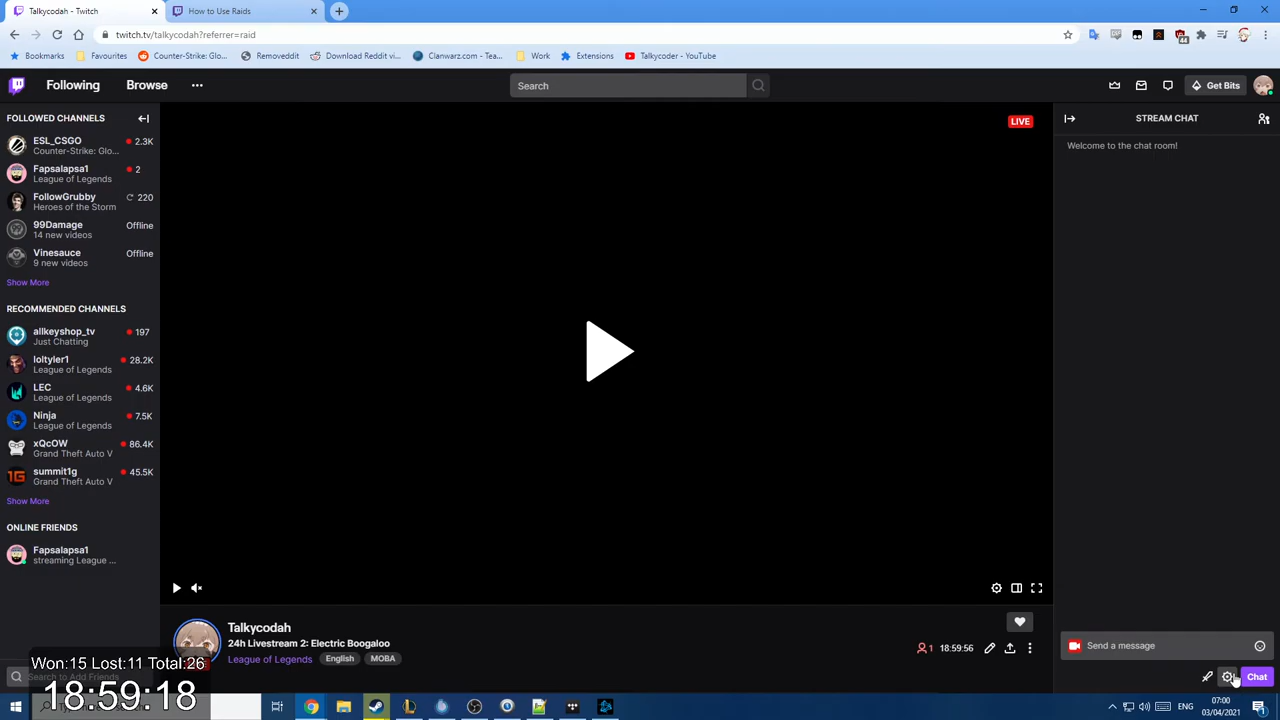 Talkycodah - Twitch
How to Use Raids
twitch.tv/talkycodah?referrer=raid
44
Bookmarks
Favourites
Counter-Strike: Glo...
Removeddit
Download Reddit vi...
Clanwarz.com - Tea...
Work
Extensions
Talkycoder - YouTube
Following
Browse
Search
Get Bits
FOLLOWED CHANNELS
ESL_CSGO
2.3K
Counter-Strike: Glo...
Fapsalapsa1
2
League of Legends
FollowGrubby
220
Heroes of the Storm
99Damage
Offline
14 new videos
Vinesauce
Offline
9 new videos
Show More
RECOMMENDED CHANNELS
allkeyshop_tv
197
Just Chatting
loltyler1
28.2K
League of Legends
LEC
4.6K
League of Legends
Ninja
7.5K
League of Legends
xQcOW
86.4K
Grand Theft Auto V
summit1g
45.5K
Grand Theft Auto V
Show More
ONLINE FRIENDS
Fapsalapsa1
streaming League ...
LIVE
STREAM CHAT
Welcome to the chat room!
Talkycodah
24h Livestream 2: Electric Boogaloo
League of Legends
English
MOBA
1
18:59:56
Send a message
Chat
Won:15 Lost:11 Total:26
Search to Add Friends
18:59:18
ENG
07:00
03/04/2021
1